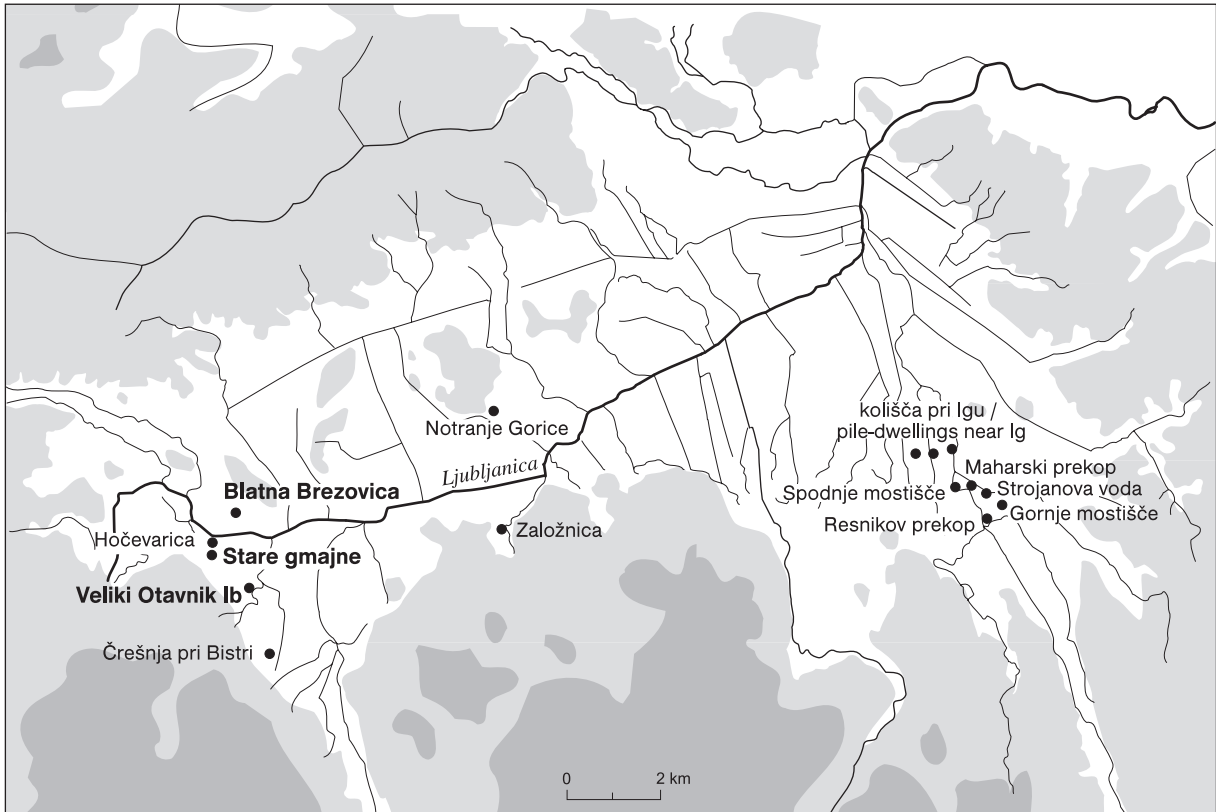 kolišča pri Igu /
pile-dwellings near Ig
Notranje Gorice
Maharski prekop
Ljubljanica
Spodnje mostišče
Strojanova voda
Blatna Brezovica
Gornje mostišče
Resnikov prekop
Založnica
Hočevarica
Stare gmajne
Veliki Otavnik Ib
Črešnja pri Bistri
0 2 km